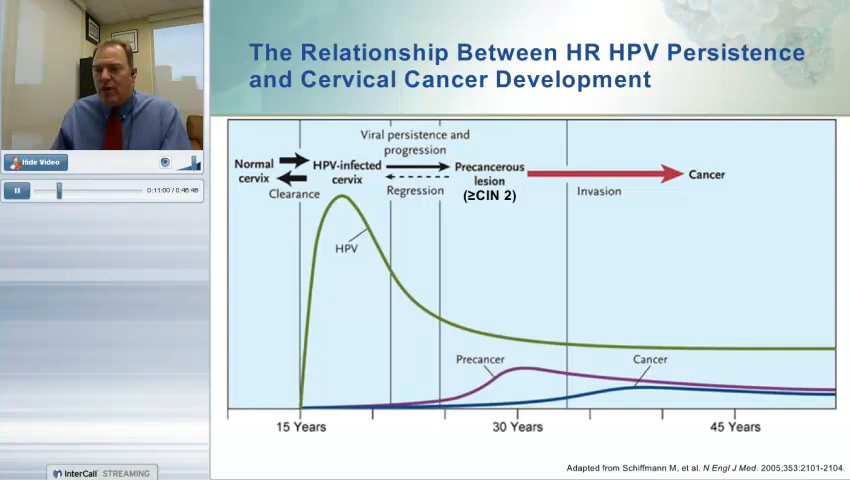 The Relationship Between HR HPV Persistence
and Cervical Cancer Development
Viral persistence and
progression
Normal
cervix
HPV-infected
cervix
Precancerous
lesion
(≥CIN 2)
Cancer
Clearance
Regression
Invasion
HPV
Precancer
Cancer
15 Years
30 Years
45 Years
Adapted from Schiffmann M, et al. N Engl J Med. 2005;353:2101-2104.
Hide Video
0:11:00 / 0:46:46
InterCall STREAMING